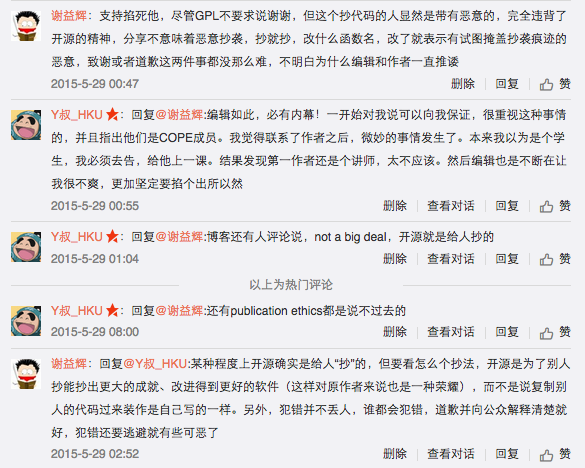 谢益辉：支持掐死他，尽管GPL不要求说谢谢，但这个抄代码的人显然是带有恶意的，完全违背了
开源的精神，分享不意味着恶意抄袭，抄就抄，改什么函数名，改了就表示有试图掩盖抄袭痕迹的
恶意，致谢或者道歉这两件事都没那么难，不明白为什么编辑和作者一直推诿
2015-5-29 00:47
删除 回复 赞
Y叔_HKU：回复@谢益辉:编辑如此，必有内幕！一开始对我说可以向我保证，很重视这种事情
的，并且指出他们是COPE成员。我觉得联系了作者之后，微妙的事情发生了。本来我以为是个学
生，我必须去告，给他上一课。结果发现第一作者还是个讲师，太不应该。然后编辑也是不断在让
我很不爽，更加坚定要掐个出所以然
2015-5-29 00:55
删除 查看对话 回复 赞
Y叔_HKU：回复@谢益辉:博客还有人评论说，not a big deal，开源就是给人抄的
2015-5-29 01:04
删除 查看对话 回复 赞
以上为热门评论
Y叔_HKU：回复@谢益辉:还有publication ethics都是说不过去的
2015-5-29 08:00
删除 查看对话 回复 赞
谢益辉：回复@Y叔_HKU:某种程度上开源确实是给人“抄”的，但要看怎么个抄法，开源是为了别人
抄能抄出更大的成就、改进得到更好的软件（这样对原作者来说也是一种荣耀），而不是说复制别
人的代码过来装作是自己写的一样。另外，犯错并不丢人，谁都会犯错，道歉并向公众解释清楚就
好，犯错还要逃避就有些可恶了
2015-5-29 02:52
删除 查看对话 回复 赞